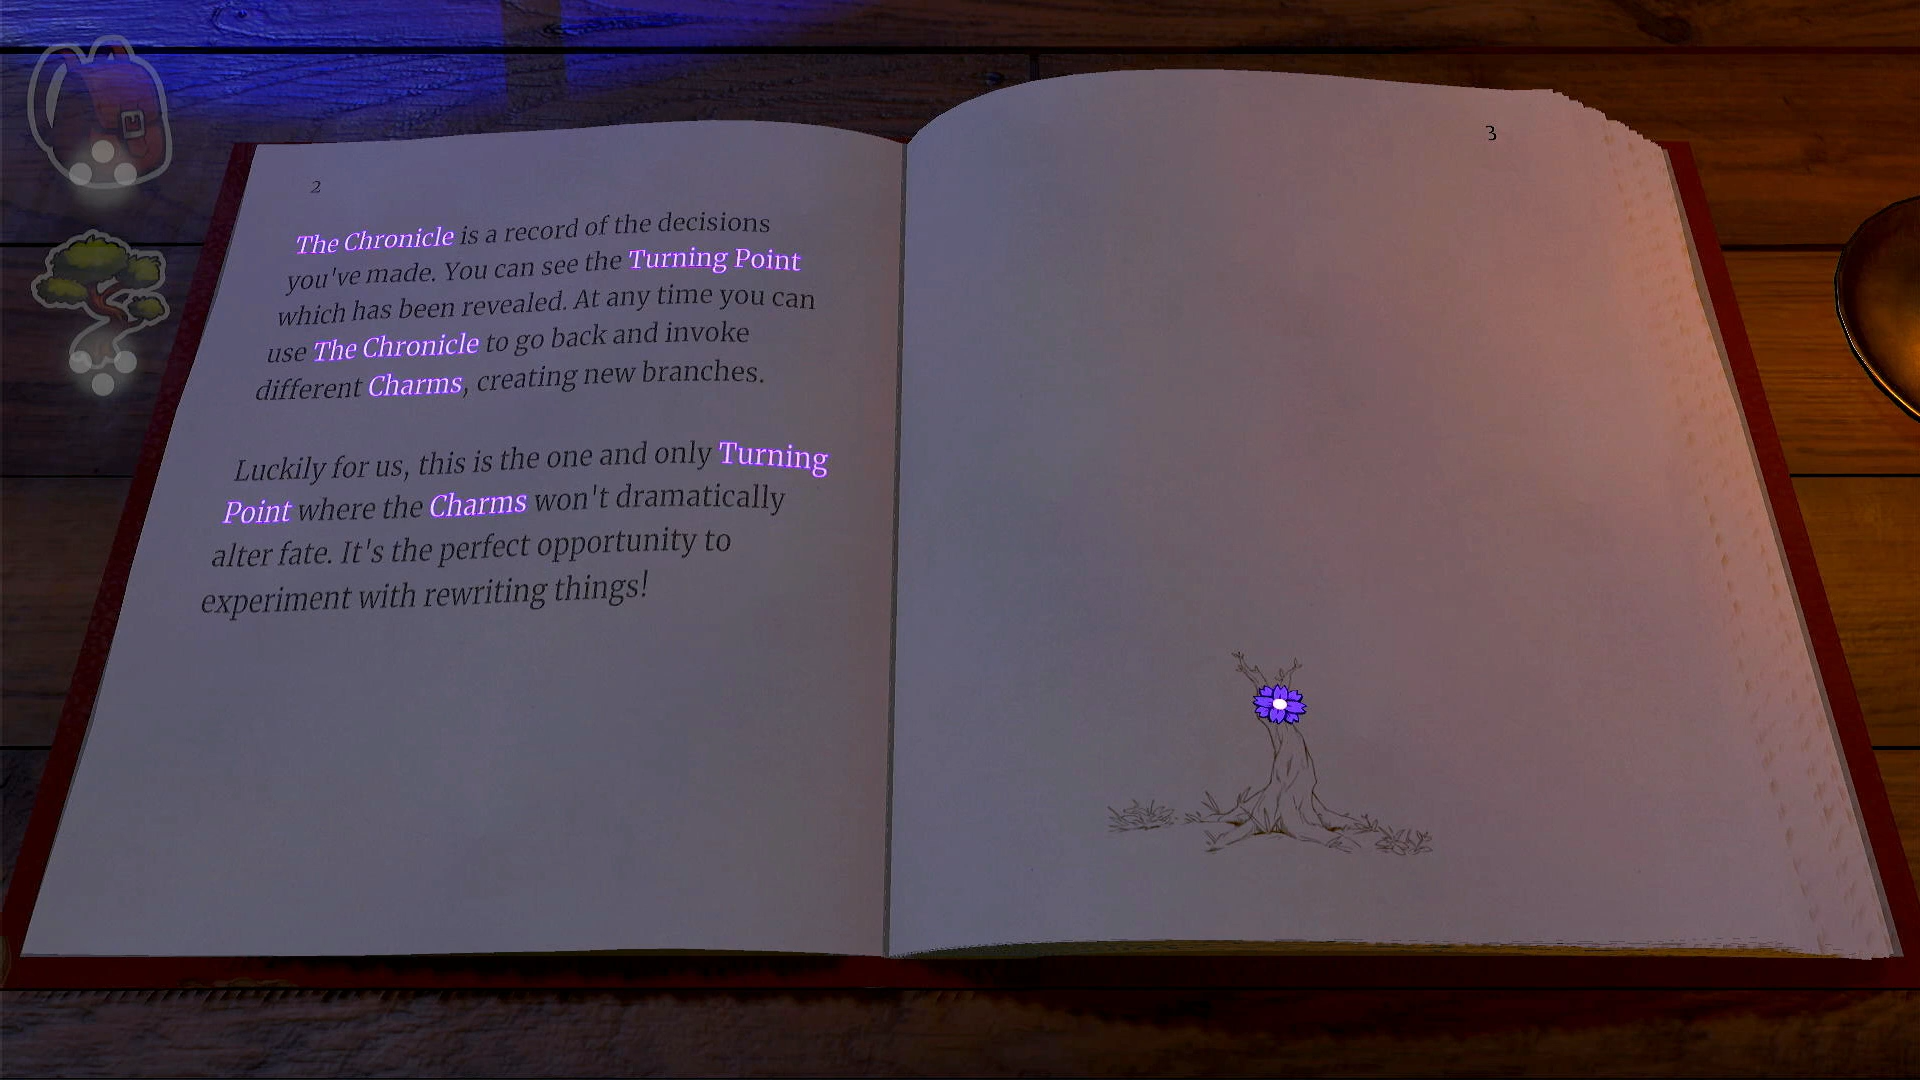 2
The Chronicle is a record of the decisions
you've made. You can see the Turning Point
which has been revealed. At any time you can
use The Chronicle to go back and invoke
different Charms, creating new branches.
Luckily for us, this is the one and only Turning
Point where the Charms won't dramatically
alter fate. It's the perfect opportunity to
experiment with rewriting things!
3